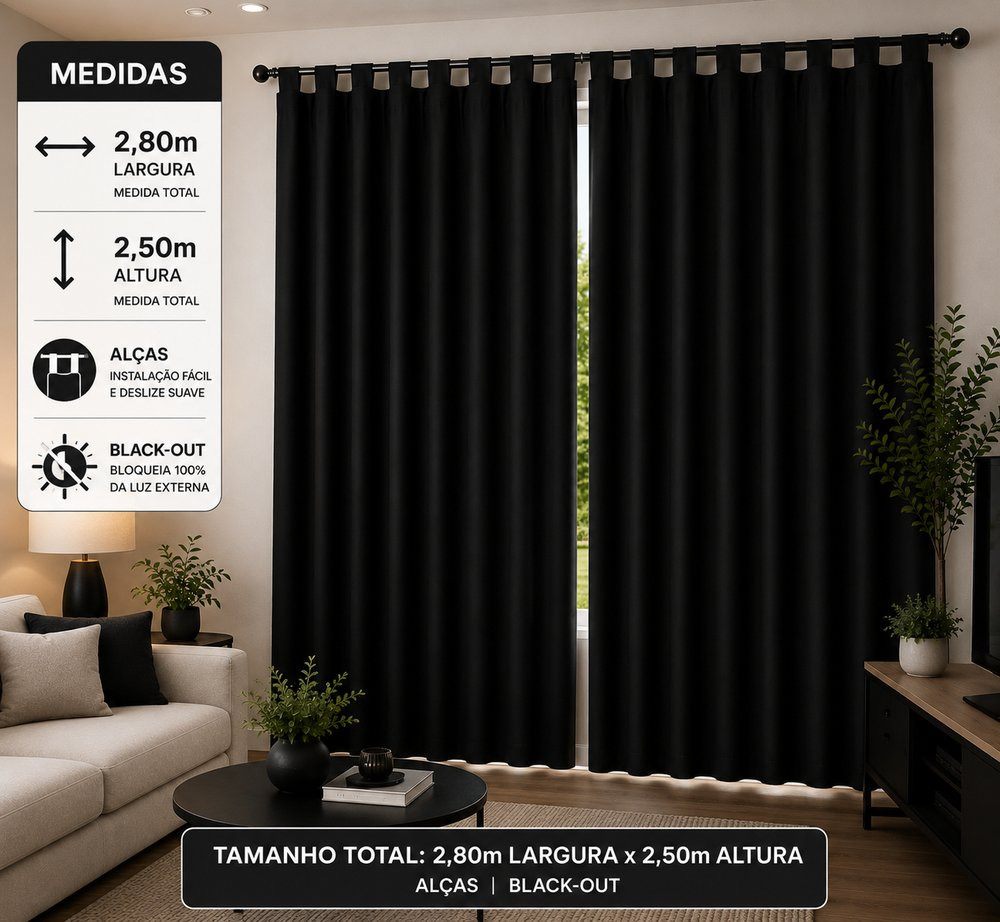 MEDIDAS
2,80m
LARGURA
MEDIDA TOTAL
2,50m
ALTURA
MEDIDA TOTAL
ALÇAS
INSTALAÇÃO FÁCIL
E DESLIZE SUAVE
BLACK-OUT
BLOQUEIA 100%
DA LUZ EXTERNA
TAMANHO TOTAL: 2,80m LARGURA x 2,50m ALTURA
ALÇAS | BLACK-OUT